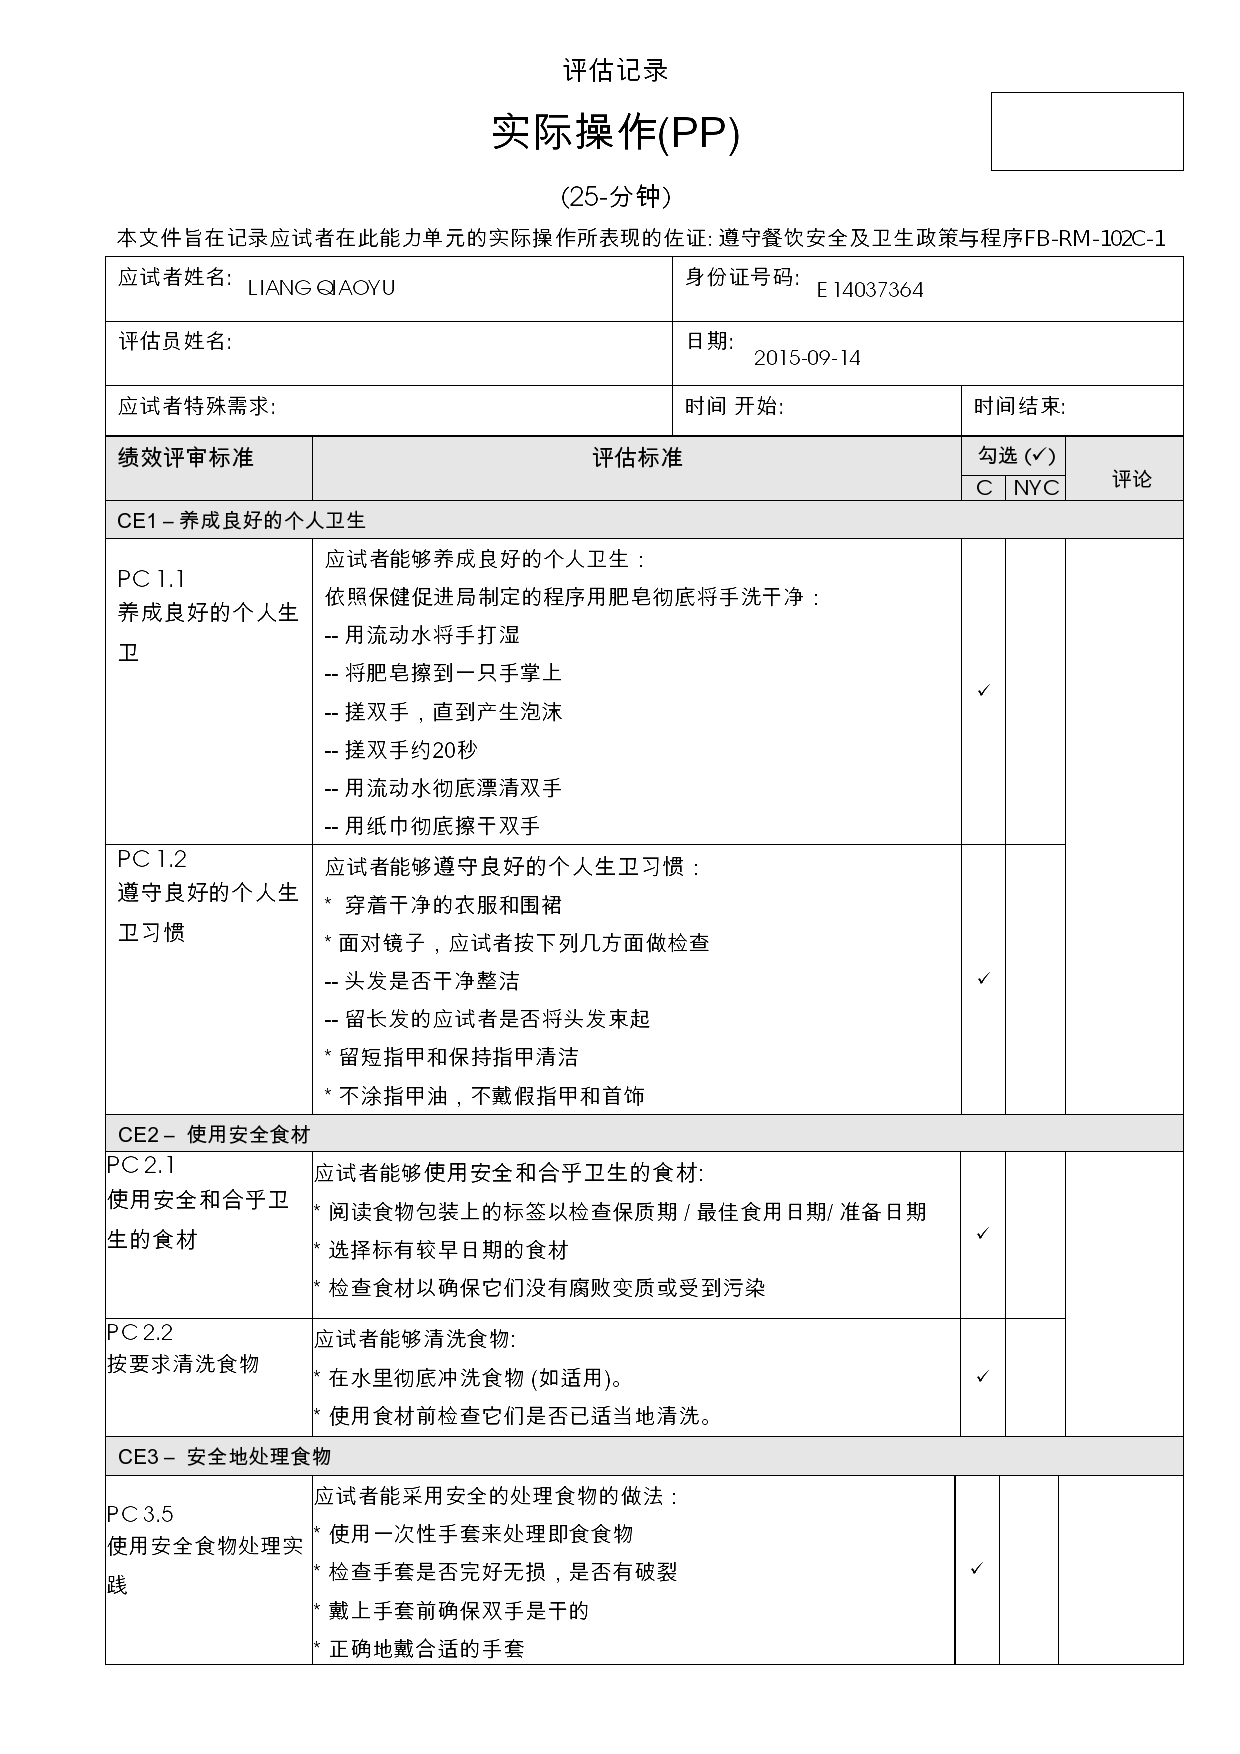 评估记录
实际操作(PP)
(25-分钟)
本文件旨在记录应试者在此能力单元的实际操作所表现的佐证: 遵守餐饮安全及卫生政策与程序FB-RM-102C-1
应试者姓名: LIANG QIAOYU 身份证号码: E 14037364
评估员姓名: 日期: 2015-09-14
应试者特殊需求: 时间 开始: 时间结束:
绩效评审标准 评估标准 勾选 (✓) 评论
C NYC
CE1 – 养成良好的个人卫生
PC 1.1
养成良好的个人生
卫
应试者能够养成良好的个人卫生：
依照保健促进局制定的程序用肥皂彻底将手洗干净：
-- 用流动水将手打湿
-- 将肥皂擦到一只手掌上
-- 搓双手，直到产生泡沫
-- 搓双手约20秒
-- 用流动水彻底漂清双手
-- 用纸巾彻底擦干双手
✓
PC 1.2
遵守良好的个人生
卫习惯
应试者能够遵守良好的个人生卫习惯：
* 穿着干净的衣服和围裙
* 面对镜子，应试者按下列几方面做检查
-- 头发是否干净整洁
-- 留长发的应试者是否将头发束起
* 留短指甲和保持指甲清洁
* 不涂指甲油，不戴假指甲和首饰
✓
CE2 – 使用安全食材
PC 2.1
使用安全和合乎卫
生的食材
应试者能够使用安全和合乎卫生的食材:
* 阅读食物包装上的标签以检查保质期 / 最佳食用日期/ 准备日期
* 选择标有较早日期的食材
* 检查食材以确保它们没有腐败变质或受到污染
✓
PC 2.2
按要求清洗食物
应试者能够清洗食物:
* 在水里彻底冲洗食物 (如适用)。
* 使用食材前检查它们是否已适当地清洗。
✓
CE3 – 安全地处理食物
PC 3.5
使用安全食物处理实
践
应试者能采用安全的处理食物的做法：
* 使用一次性手套来处理即食食物
* 检查手套是否完好无损，是否有破裂
* 戴上手套前确保双手是干的
* 正确地戴合适的手套
✓